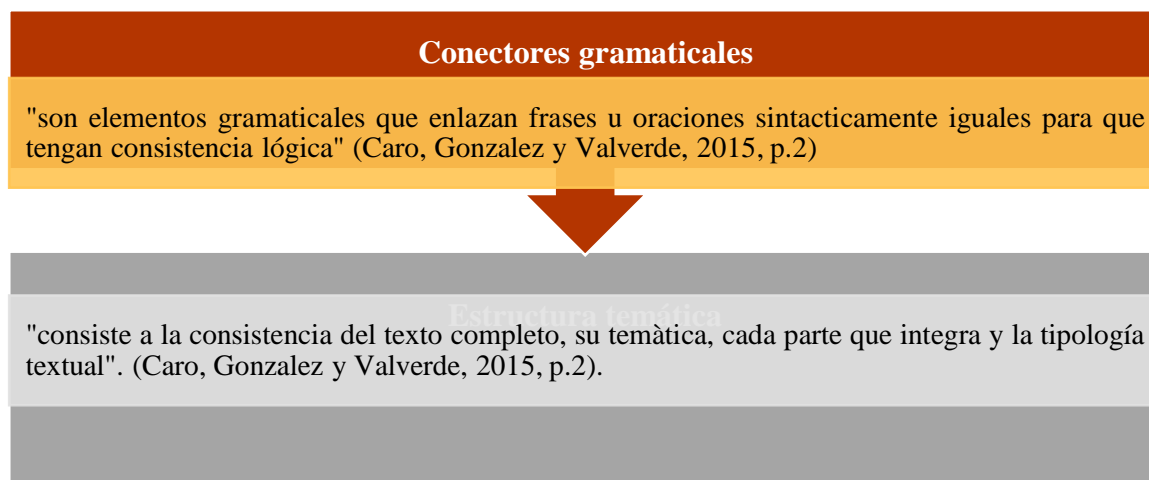 Conectores gramaticales
"son elementos gramaticales que enlazan frases u oraciones sintacticamente iguales para que
tengan consistencia lógica" (Caro, Gonzalez y Valverde, 2015, p.2)
Estructura temática
"consiste a la consistencia del texto completo, su temàtica, cada parte que integra y la tipología
textual". (Caro, Gonzalez y Valverde, 2015, p.2).